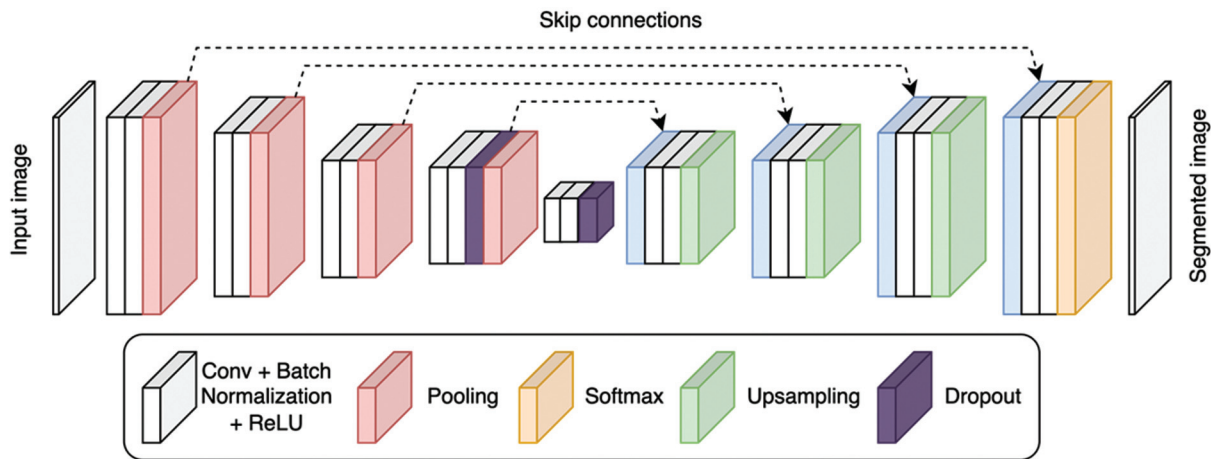 Skip connections
Input image
Segmented image
Conv + Batch
Normalization
+ ReLU
Pooling
Softmax
Upsampling
Dropout